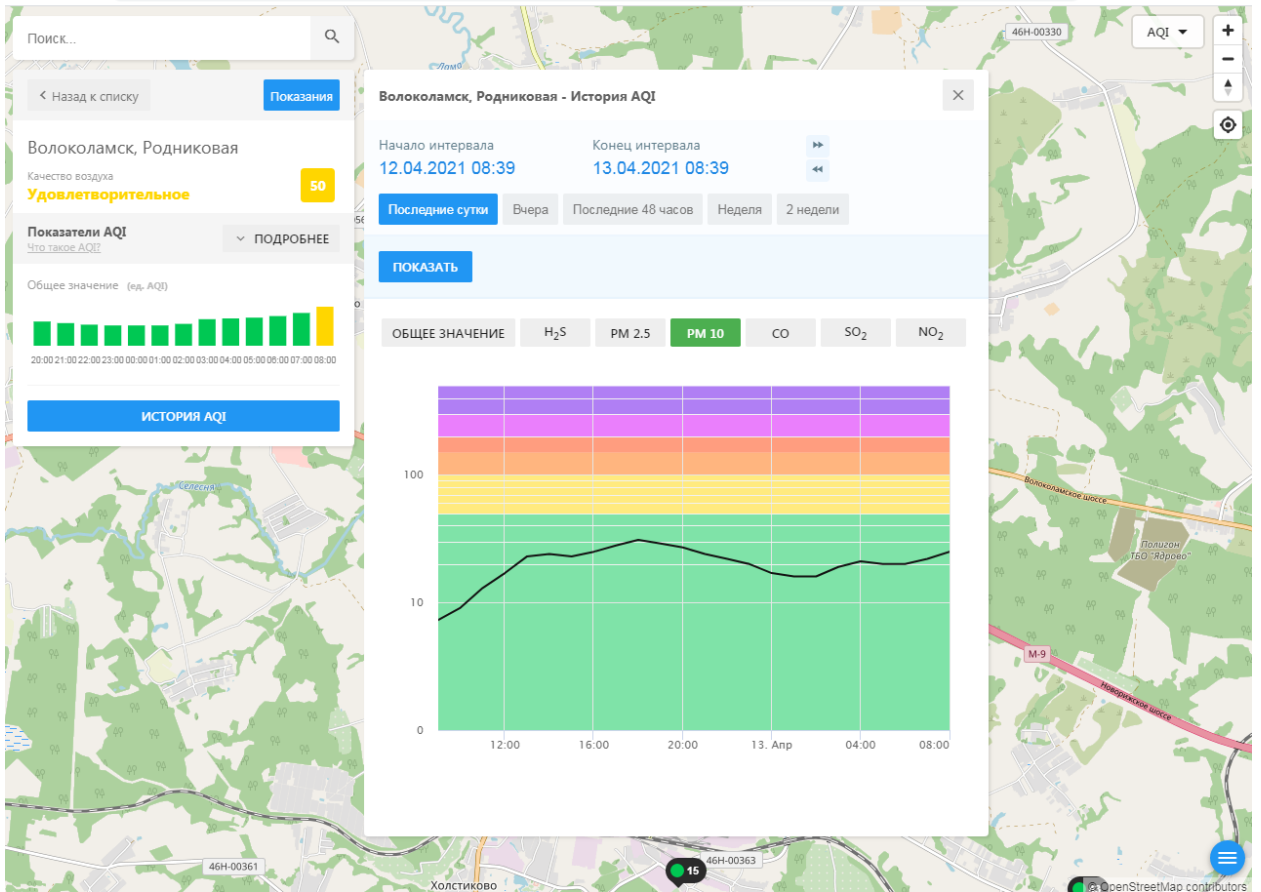 Поиск...
46Н-00330
AQI
Лама
Назад к списку
Показания
Волоколамск, Родниковая - История AQI
Волоколамск, Родниковая
Качество воздуха
Удовлетворительное
50
Начало интервала
Конец интервала
12.04.2021 08:39
13.04.2021 08:39
Последние сутки
Вчера
Последние 48 часов
Неделя
2 недели
Показатели AQI
Что такое AQI?
ПОДРОБНЕЕ
ПОКАЗАТЬ
Общее значение (ед. AQI)
20:00 21:00 22:00 23:00 00:00 01:00 02:00 03:00 04:00 05:00 06:00 07:00 08:00
ИСТОРИЯ AQI
ОБЩЕЕ ЗНАЧЕНИЕ
H2S
PM 2.5
PM 10
CO
SO2
NO2
100
10
0
12:00
16:00
20:00
13. Апр
04:00
08:00
Селесня
Волоколамское шоссе
Полигон
ТБО "Ядрово"
М-9
Новорижское шоссе
46Н-00361
46Н-00363
15
Холстиково
© OpenStreetMap contributors